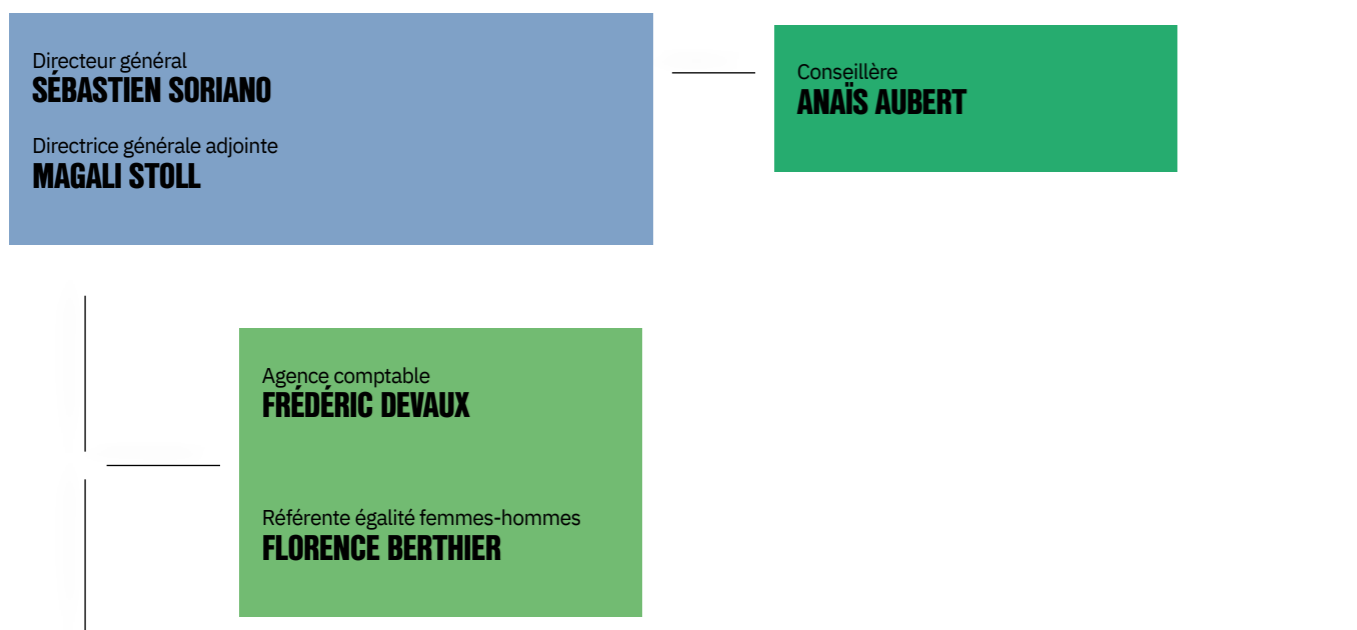 Directeur général
SÉBASTIEN SORIANO
Directrice générale adjointe
MAGALI STOLL
Conseillère
ANAÏS AUBERT
Agence comptable
FRÉDÉRIC DEVAUX
Référente égalité femmes-hommes
FLORENCE BERTHIER